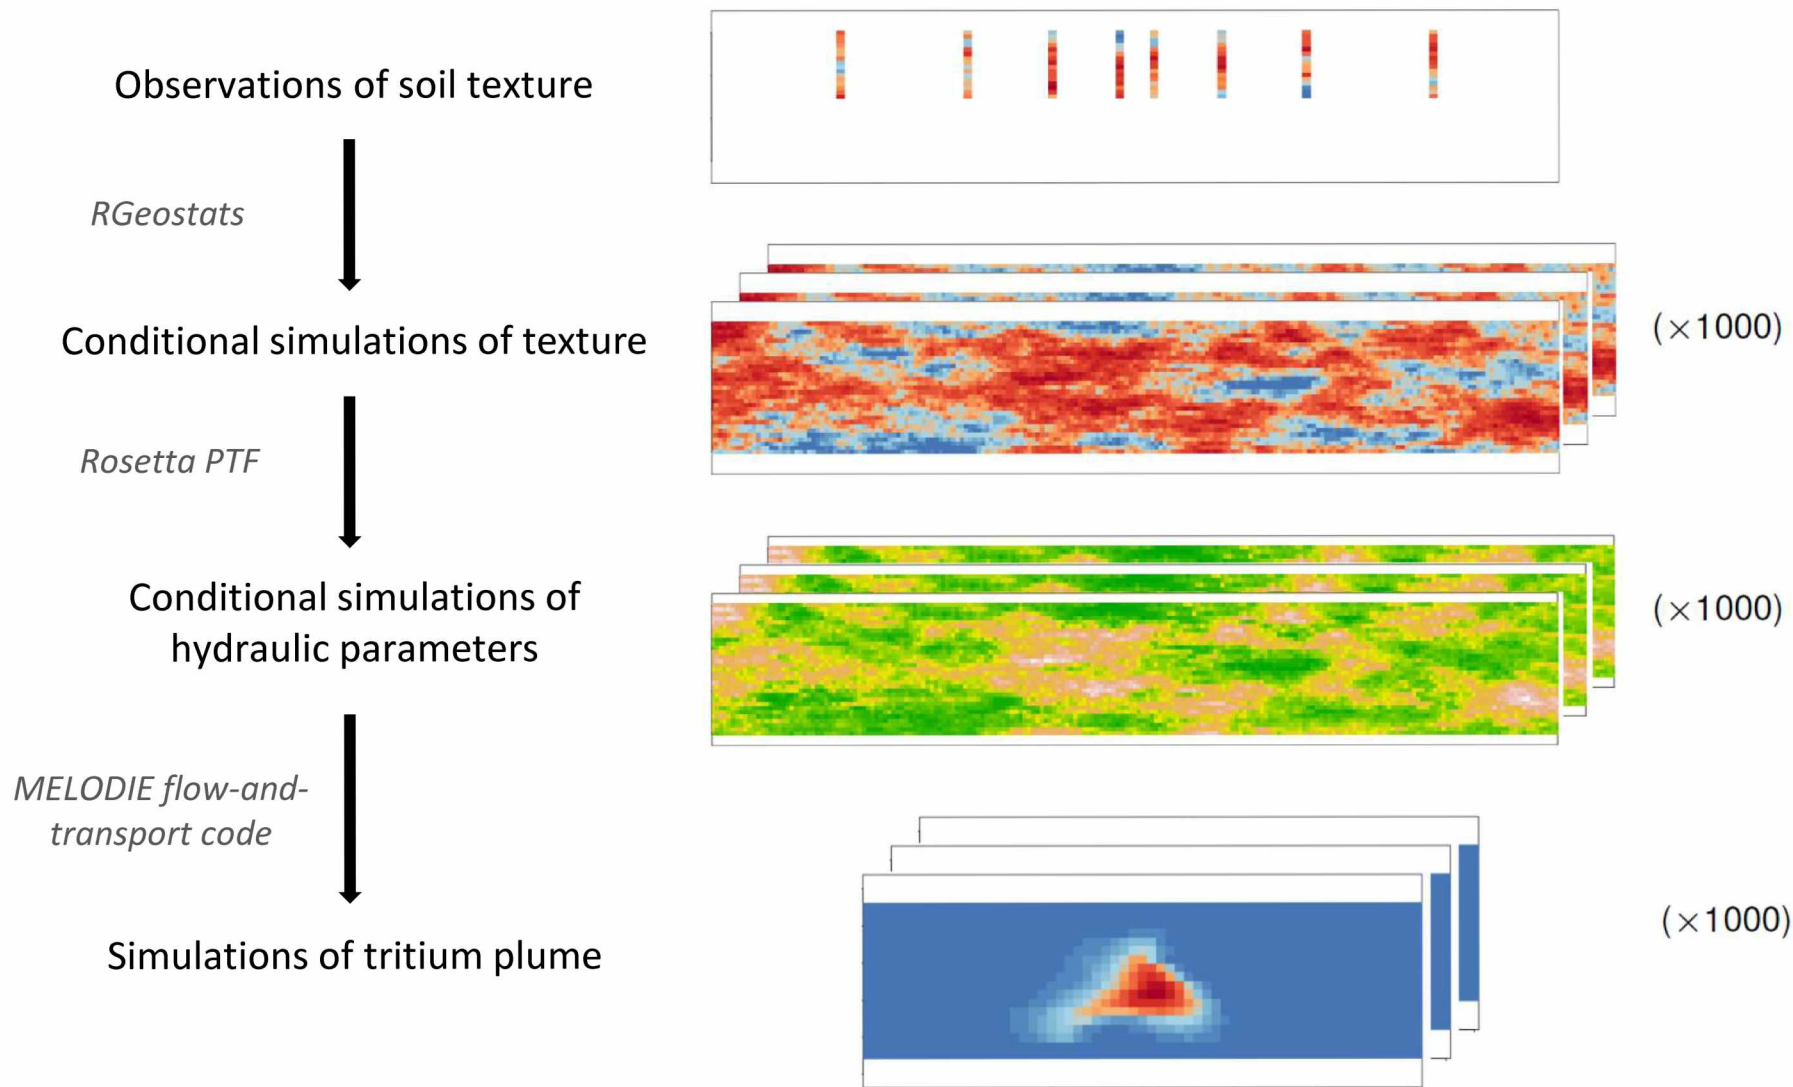 Observations of soil texture
RGeostats
Conditional simulations of texture
(×1000)
Rosetta PTF
Conditional simulations of
hydraulic parameters
(×1000)
MELODIE flow-and-
transport code
Simulations of tritium plume
(×1000)